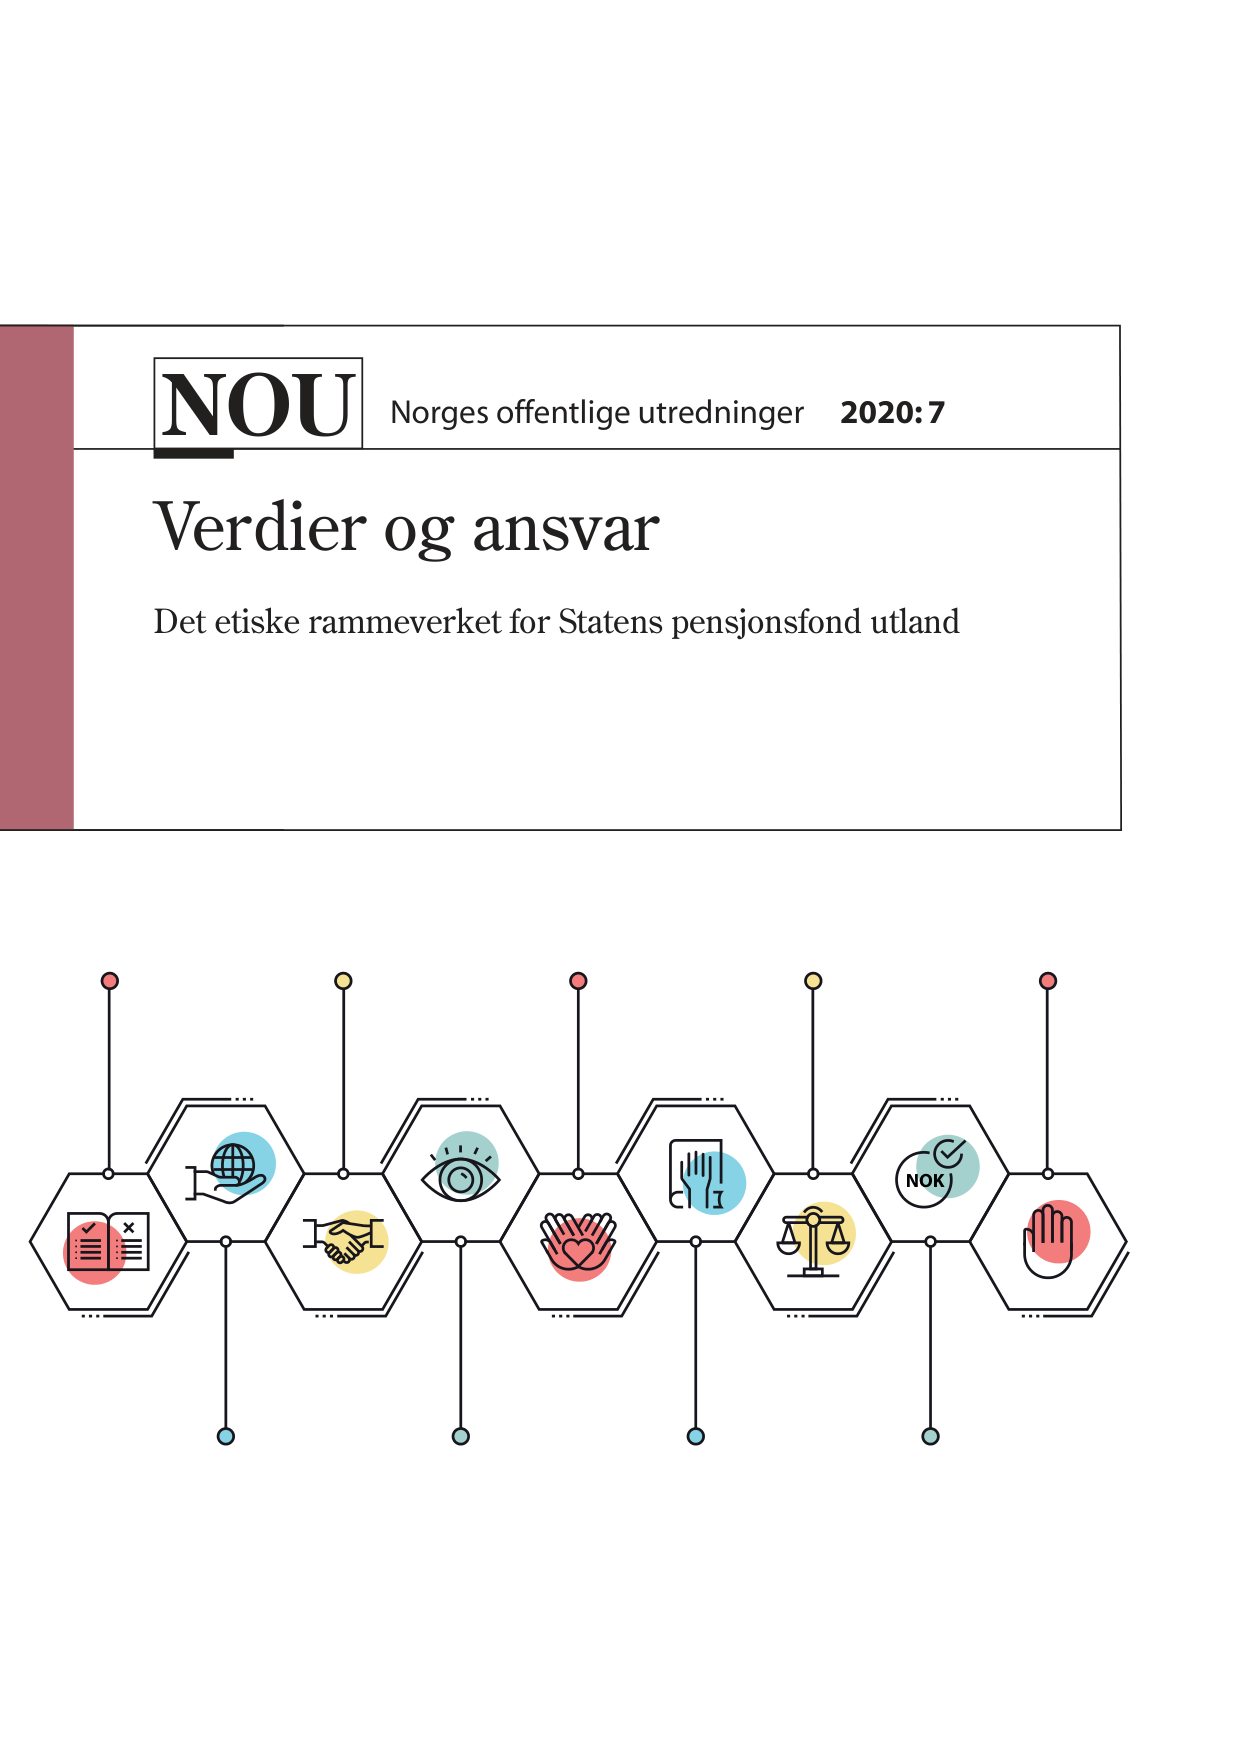 NOU
Norges offentlige utredninger 2020: 7
Verdier og ansvar
Det etiske rammeverket for Statens pensjonsfond utland
NOK